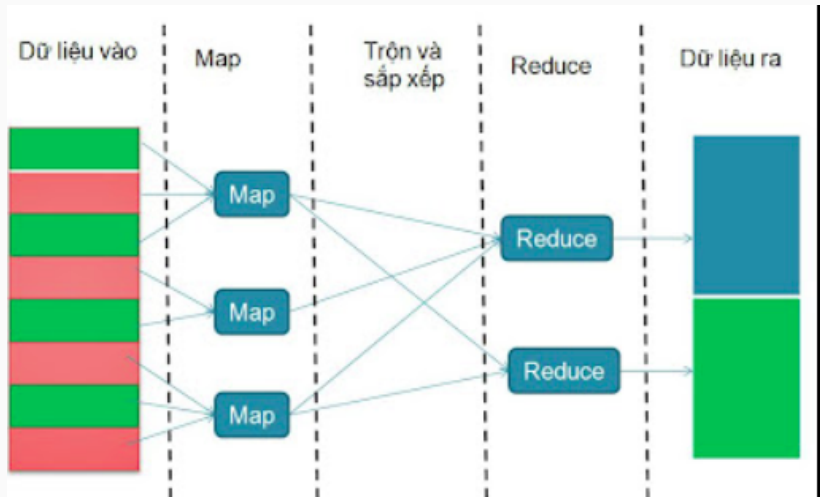 Dữ liệu vào
Map
Trộn và
sắp xếp
Reduce
Dữ liệu ra
Map
Map
Map
Reduce
Reduce